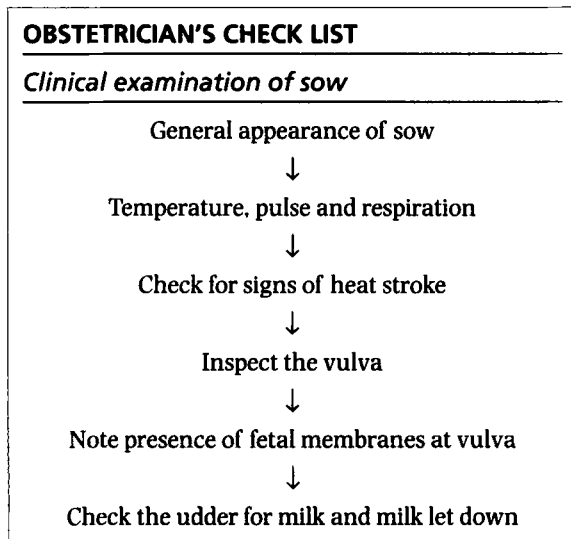 OBSTETRICIAN'S CHECK LIST
Clinical examination of sow
General appearance of sow
↓
Temperature, pulse and respiration
↓
Check for signs of heat stroke
↓
Inspect the vulva
↓
Note presence of fetal membranes at vulva
↓
Check the udder for milk and milk let down